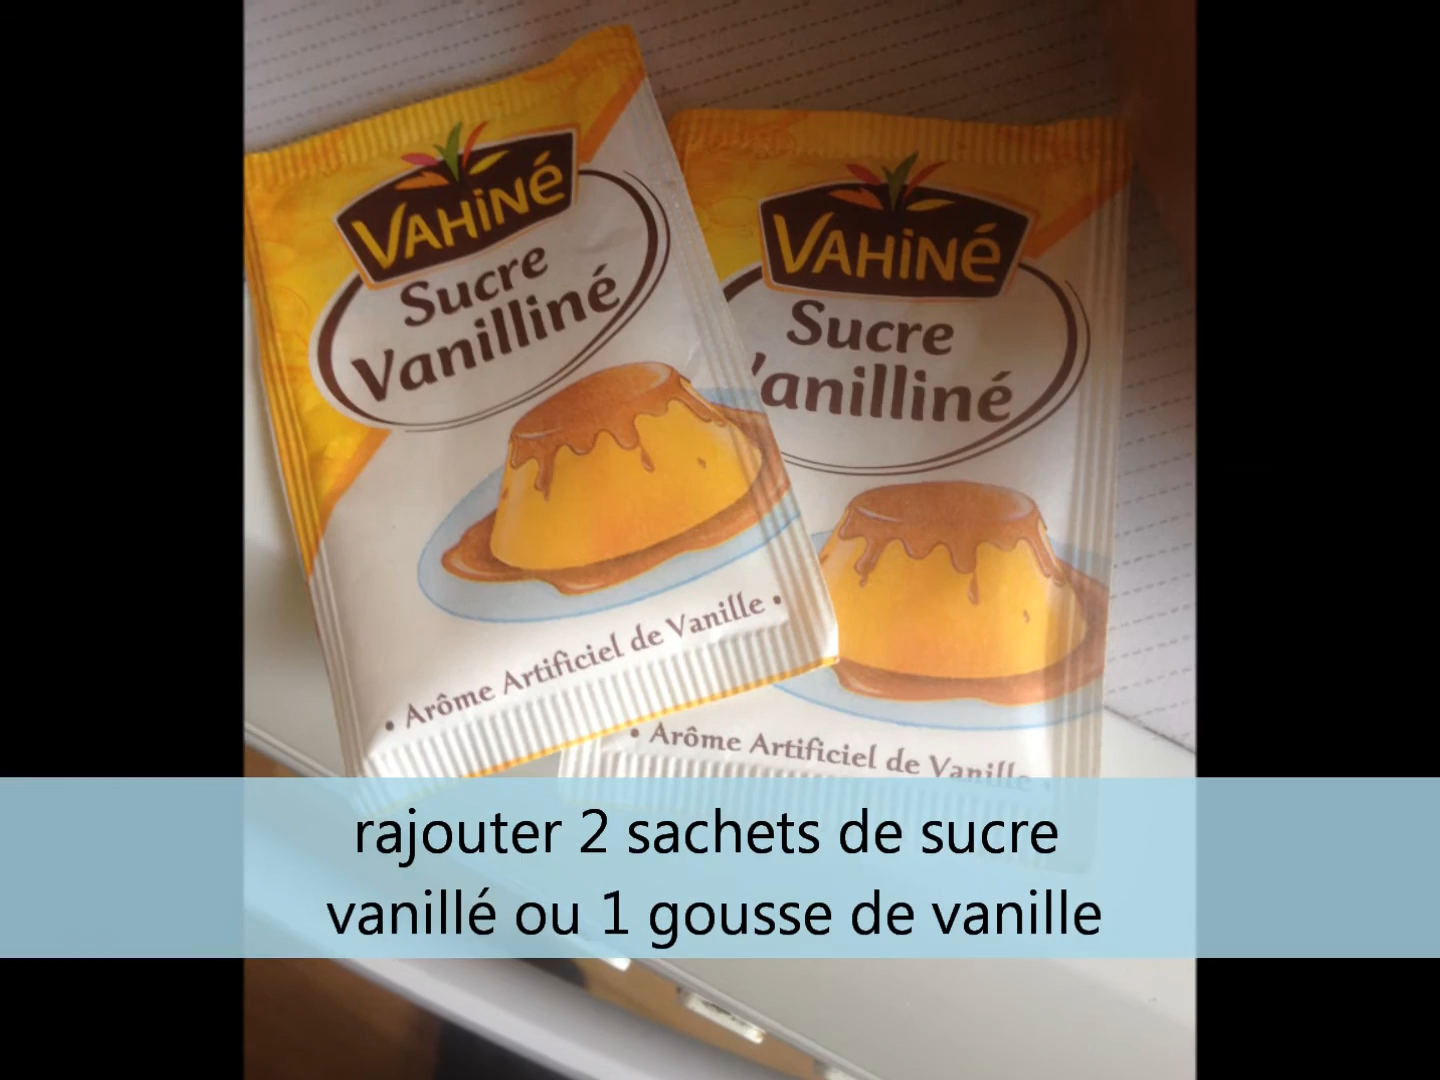 VAHiNé
Sucre
Vanilliné
• Arôme Artificiel de Vanille •
VAHiNé
Sucre
'anilliné
• Arôme Artificiel de Vanille •
rajouter 2 sachets de sucre
vanillé ou 1 gousse de vanille